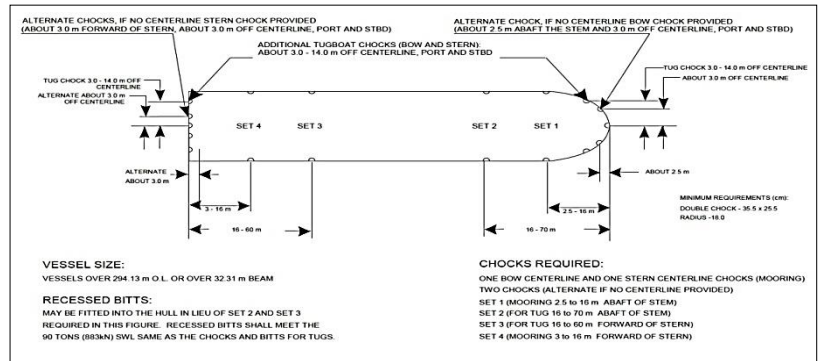 ALTERNATE CHOCKS, IF NO CENTERLINE STERN CHOCK PROVIDED
(ABOUT 3.0 m FORWARD OF STERN, ABOUT 3.0 m OFF CENTERLINE, PORT AND STBD)
ALTERNATE CHOCK, IF NO CENTERLINE BOW CHOCK PROVIDED
(ABOUT 2.5 m ABAFT THE STEM AND 3.0 m OFF CENTERLINE, PORT AND STBD)
ADDITIONAL TUGBOAT CHOCKS (BOW AND STERN):
ABOUT 3.0 - 14.0 m OFF CENTERLINE, PORT AND STBD
TUG CHOCK 3.0 - 14.0 m OFF
CENTERLINE
ALTERNATE ABOUT 3.0 m
OFF CENTERLINE
TUG CHOCK 3.0 -14.0 m OFF CENTERLINE
ABOUT 3.0 m OFF CENTERLINE
SET 4
SET 3
SET 2
SET 1
ALTERNATE
ABOUT 3.0 m
ABOUT 2.5 m
3 - 16 m
2.5 - 16 m
16 - 60 m
16 - 70 m
MINIMUM REQUIREMENTS (cm):
DOUBLE CHOCK - 35.5 x 25.5
RADIUS -18.0
VESSEL SIZE:
VESSELS OVER 294.13 m O.L. OR OVER 32.31 m BEAM
RECESSED BITTS:
MAY BE FITTED INTO THE HULL IN LIEU OF SET 2 AND SET 3
REQUIRED IN THIS FIGURE. RECESSED BITTS SHALL MEET THE
90 TONS (883kN) SWL SAME AS THE CHOCKS AND BITTS FOR TUGS.
CHOCKS REQUIRED:
ONE BOW CENTERLINE AND ONE STERN CENTERLINE CHOCKS (MOORING)
TWO CHOCKS (ALTERNATE IF NO CENTERLINE PROVIDED)
SET 1 (MOORING 2.5 to 16 m ABAFT OF STEM)
SET 2 (FOR TUG 16 to 70 m ABAFT OF STEM)
SET 3 (FOR TUG 16 to 60 m FORWARD OF STERN)
SET 4 (MOORING 3 to 16 m FORWARD OF STERN)